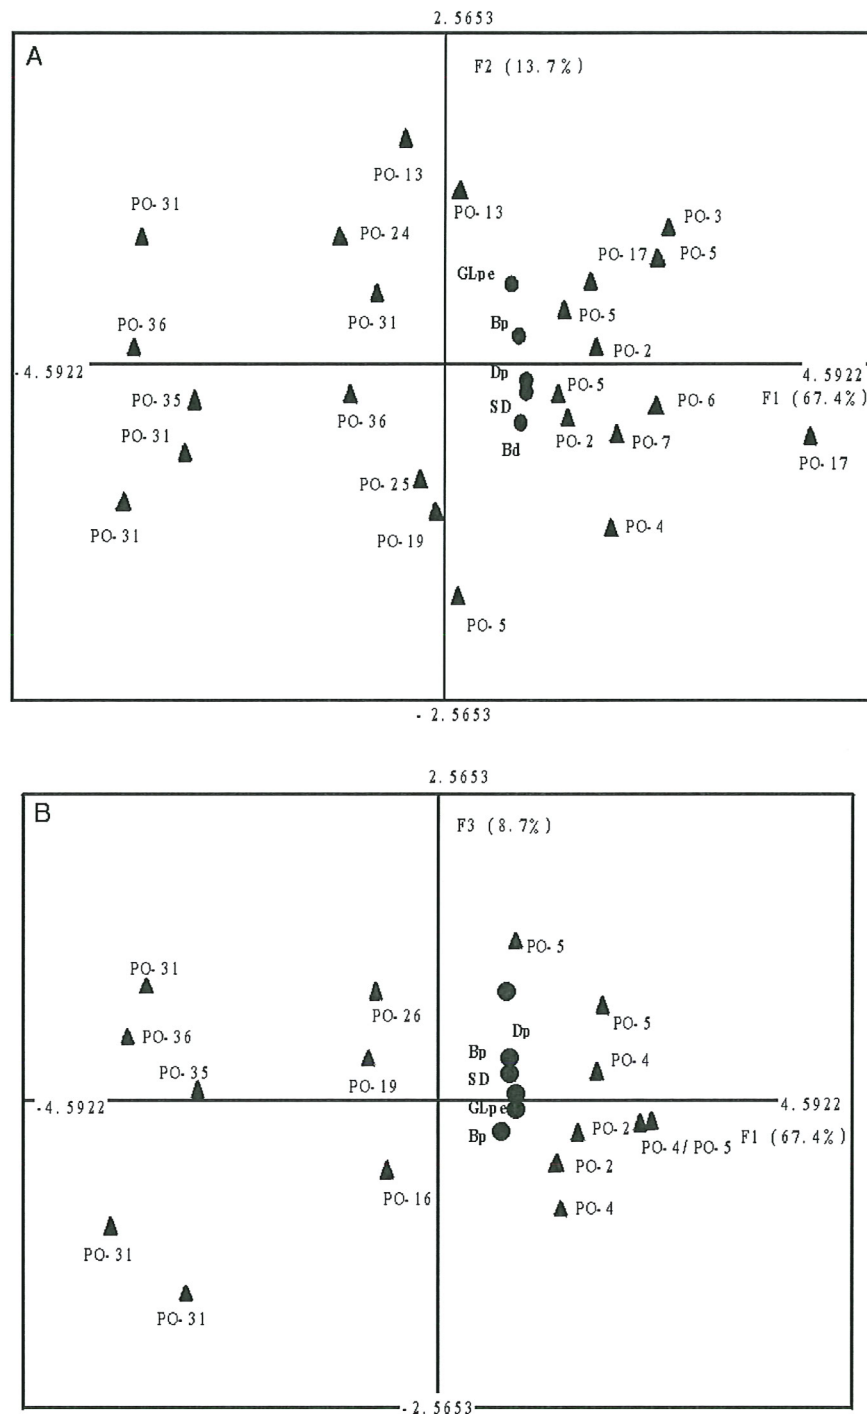 2.5653
A
F2 (13.7%)
PO-13
PO-31
PO-13
PO-3
PO-24
PO-17
PO-5
GLpe
PO-31
PO-5
PO-36
Bp
PO-2
-4.5922
Dp
4.5922
PO-35
PO-36
SD
PO-5
PO-6
F1 (67.4%)
PO-31
Bd
PO-2
PO-7
PO-17
PO-25
PO-31
PO-19
PO-4
PO-5
-2.5653
2.5653
B
F3 (8.7%)
PO-5
PO-31
PO-26
PO-5
PO-36
Dp
Bp
PO-35
PO-19
SD
PO-4
-4.5922
GLpe
4.5922
Bp
PO-2
PO-4/PO-5
F1 (67.4%)
PO-2
PO-16
PO-4
PO-31
PO-31
-2.5653